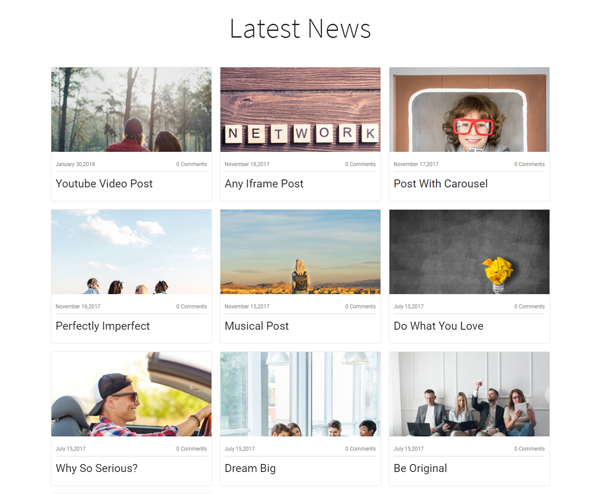 Latest News
NETWORK
January 30,2018 0 Comments
November 18,2017 0 Comments
November 17,2017 0 Comments
Youtube Video Post
Any Iframe Post
Post With Carousel
November 16,2017 0 Comments
November 15,2017 0 Comments
July 15,2017 0 Comments
Perfectly Imperfect
Musical Post
Do What You Love
July 15,2017 0 Comments
July 15,2017 0 Comments
July 15,2017 0 Comments
Why So Serious?
Dream Big
Be Original